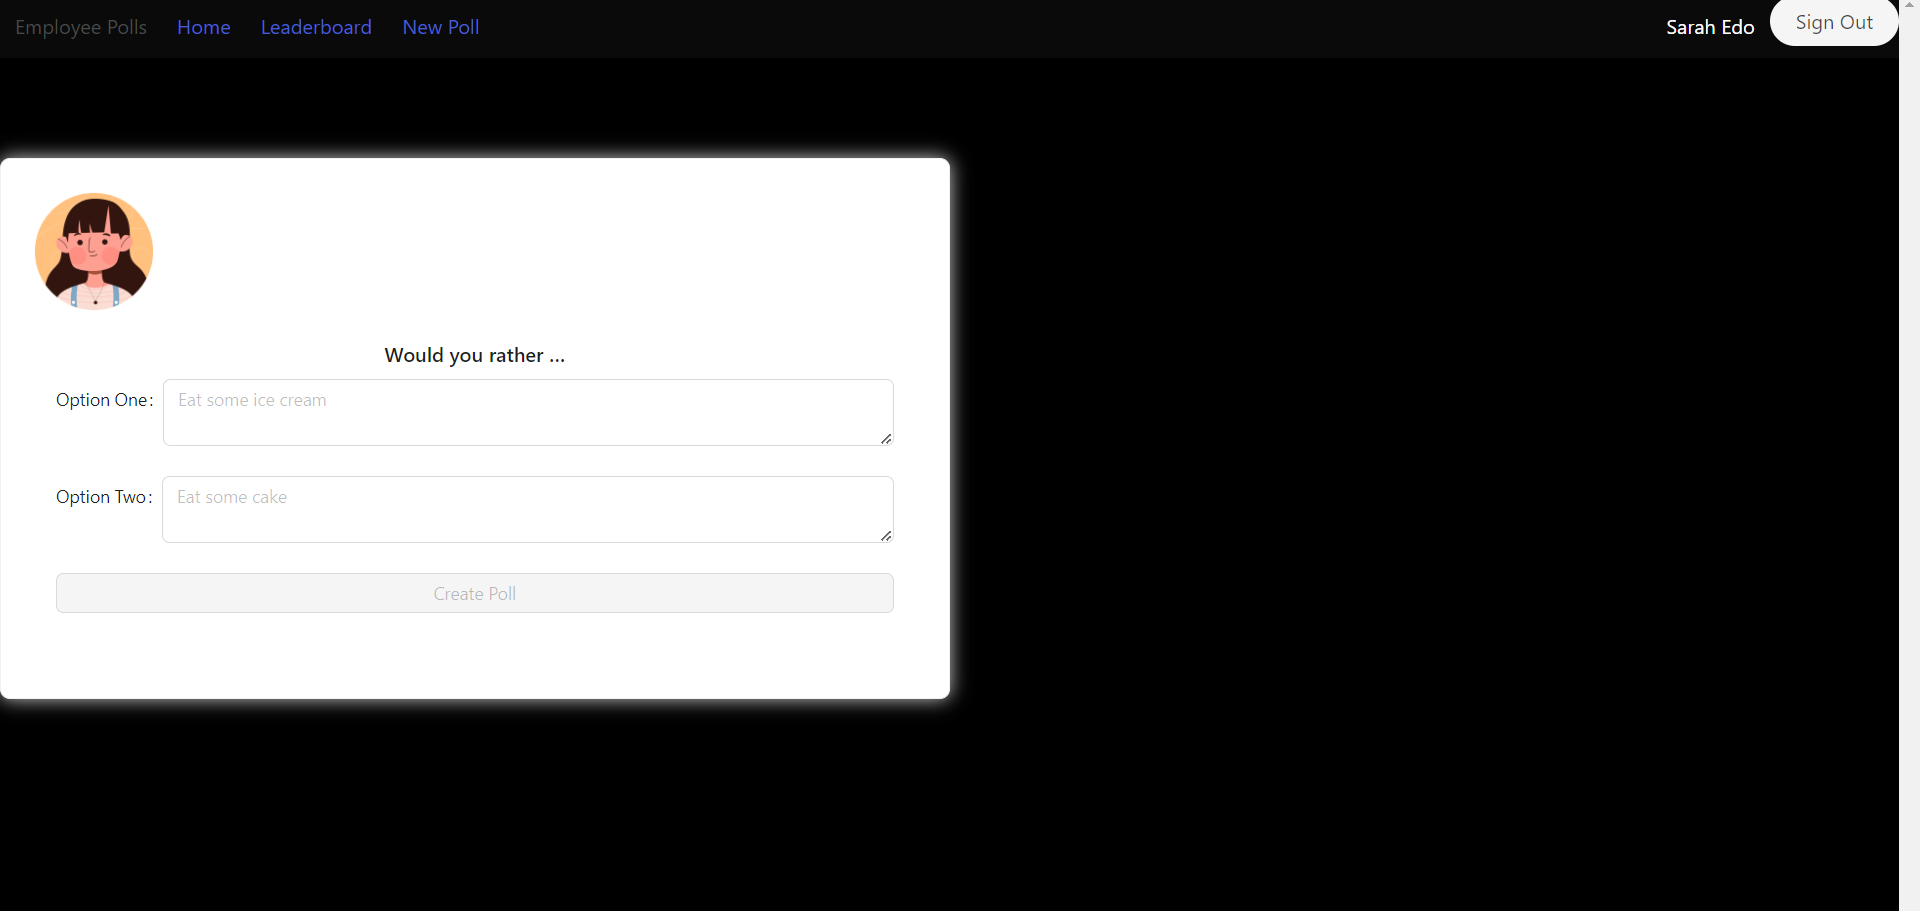 Employee Polls Home Leaderboard New Poll Sarah Edo Sign Out
Would you rather ...
Option One: Eat some ice cream
Option Two: Eat some cake
Create Poll